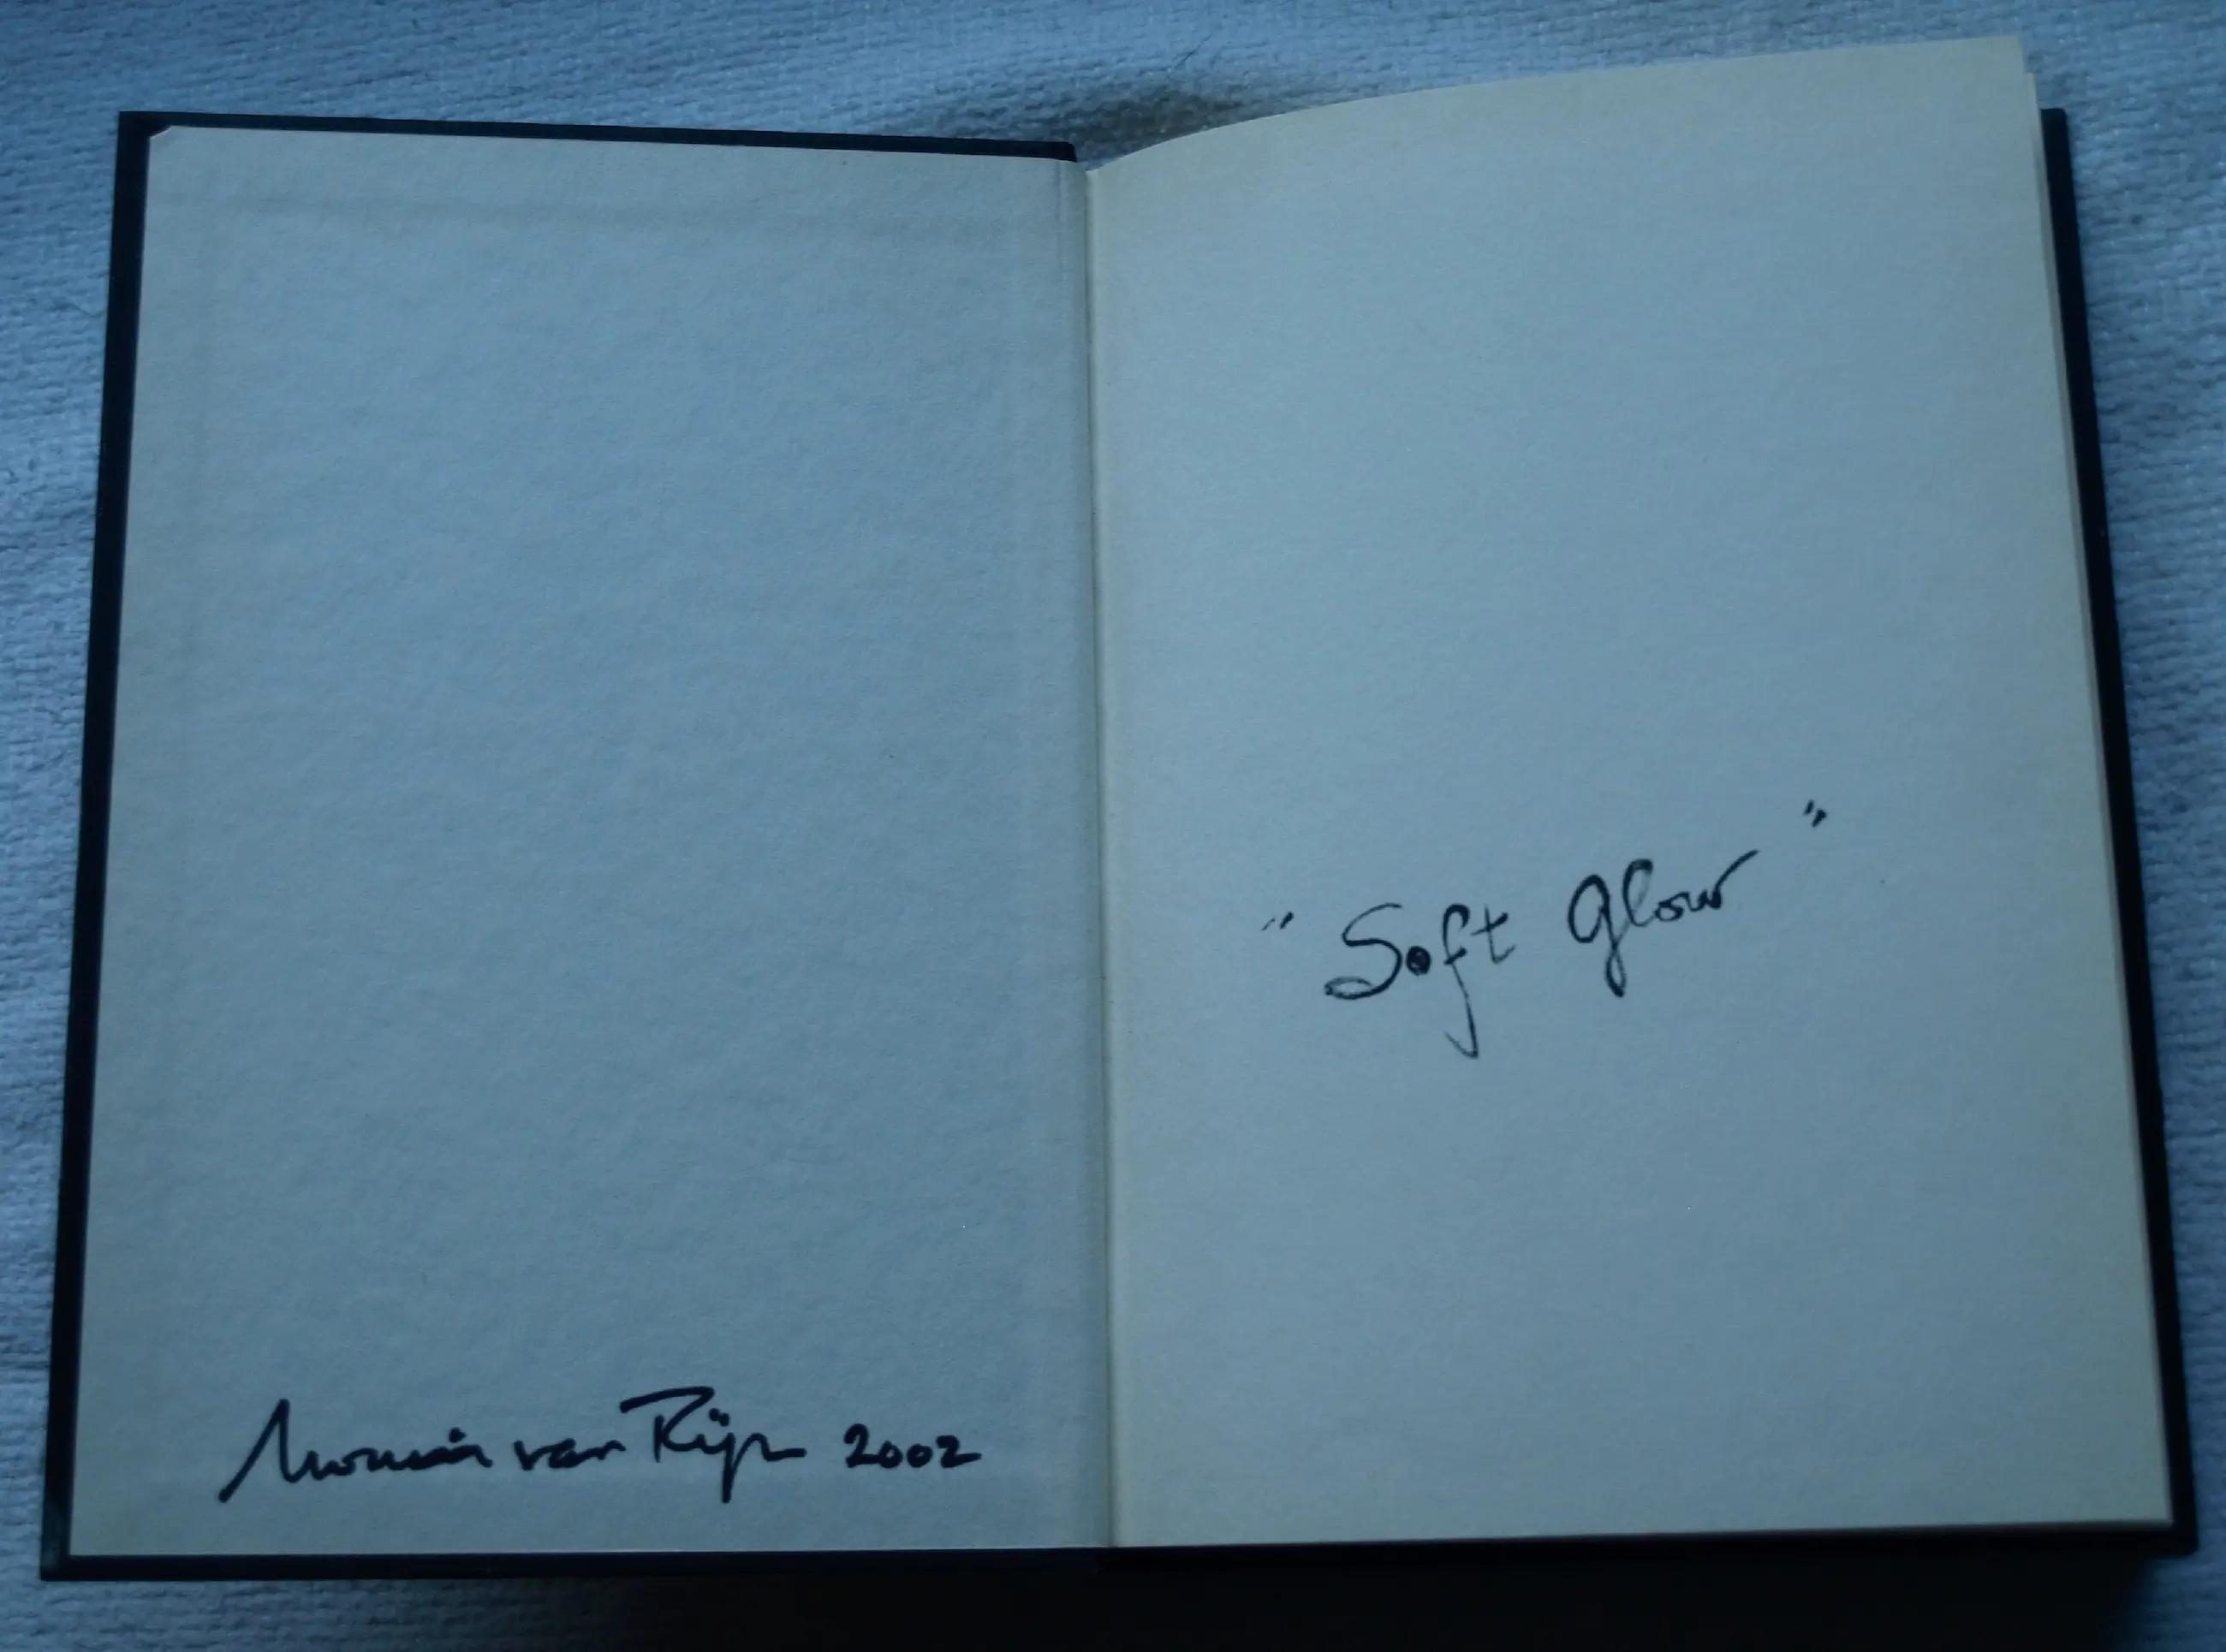 van Rijn 2002
"Soft Glow"